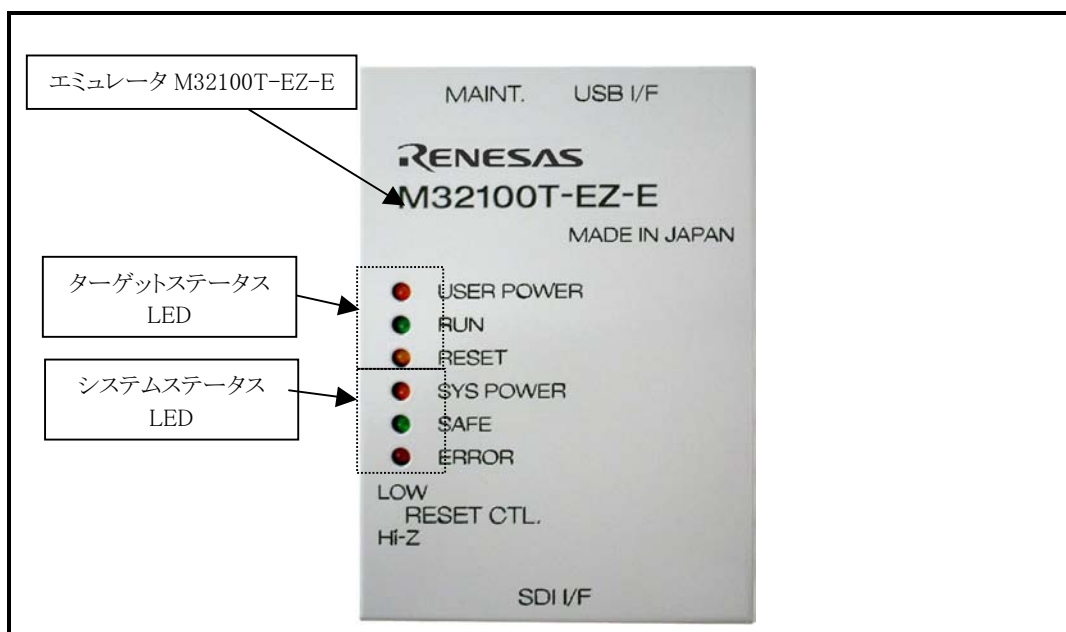 エミュレータ M32100T-EZ-E
MAINT. USB I/F
RENESAS
M32100T-EZ-E
MADE IN JAPAN
ターゲットステータス
LED
USER POWER
RUN
RESET
システムステータス
LED
SYS POWER
SAFE
ERROR
LOW
RESET CTL.
Hi-Z
SDI I/F